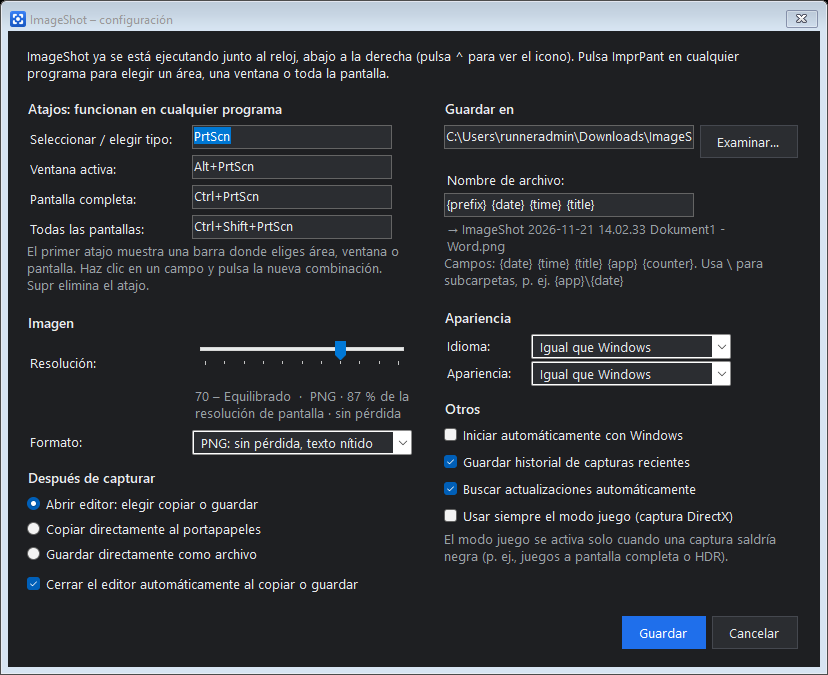 ImageShot – configuración
ImageShot ya se está ejecutando junto al reloj, abajo a la derecha (pulsa ^ para ver el icono). Pulsa ImprPant en cualquier
programa para elegir un área, una ventana o toda la pantalla.
Atajos: funcionan en cualquier programa
Seleccionar / elegir tipo:
PrtScn
Ventana activa:
Alt+PrtScn
Pantalla completa:
Ctrl+PrtScn
Todas las pantallas:
Ctrl+Shift+PrtScn
El primer atajo muestra una barra donde eliges área, ventana o
pantalla. Haz clic en un campo y pulsa la nueva combinación.
Supr elimina el atajo.
Imagen
Resolución:
70 – Equilibrado · PNG · 87 % de la
resolución de pantalla · sin pérdida
Formato:
PNG: sin pérdida, texto nítido
Después de capturar
Abrir editor: elegir copiar o guardar
Copiar directamente al portapapeles
Guardar directamente como archivo
Cerrar el editor automáticamente al copiar o guardar
Guardar en
C:\Users\runneradmin\Downloads\ImageS
Examinar...
Nombre de archivo:
{prefix} {date} {time} {title}
→ ImageShot 2026-11-21 14.02.33 Dokument1 -
Word.png
Campos: {date} {time} {title} {app} {counter}. Usa \ para
subcarpetas, p. ej. {app}\{date}
Apariencia
Idioma:
Igual que Windows
Apariencia:
Igual que Windows
Otros
Iniciar automáticamente con Windows
Guardar historial de capturas recientes
Buscar actualizaciones automáticamente
Usar siempre el modo juego (captura DirectX)
El modo juego se activa solo cuando una captura saldría
negra (p. ej., juegos a pantalla completa o HDR).
Guardar
Cancelar